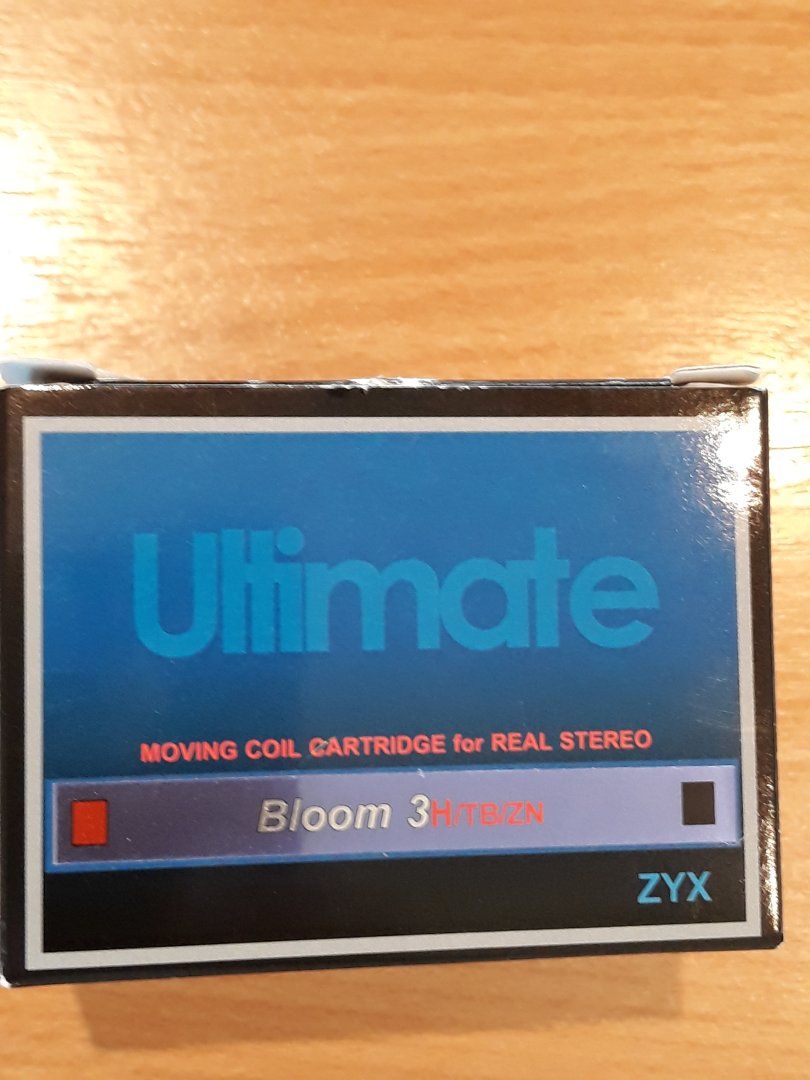 Ultimate
MOVING COIL CARTRIDGE for REAL STEREO
Bloom 3H/TB/ZN
ZYX